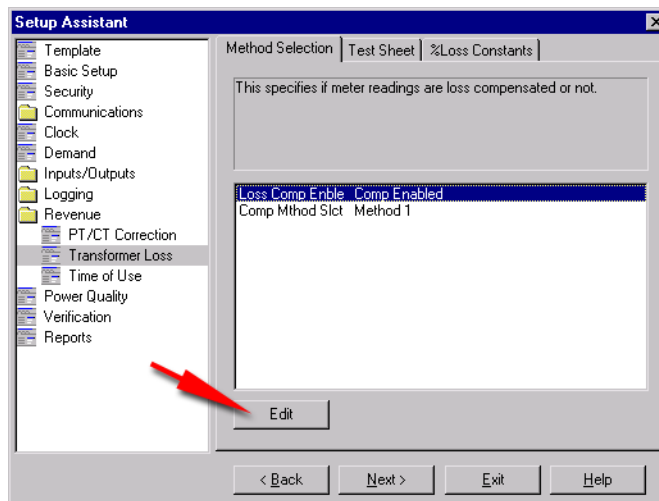 Setup Assistant
Template
Basic Setup
Security
Communications
Clock
Demand
Inputs/Outputs
Logging
Revenue
PT/CT Correction
Transformer Loss
Time of Use
Power Quality
Verification
Reports
Method Selection Test Sheet %Loss Constants
This specifies if meter readings are loss compensated or not.
Loss Comp Enble Comp Enabled
Comp Mthod Slct Method 1
Edit
< Back Next > Exit Help